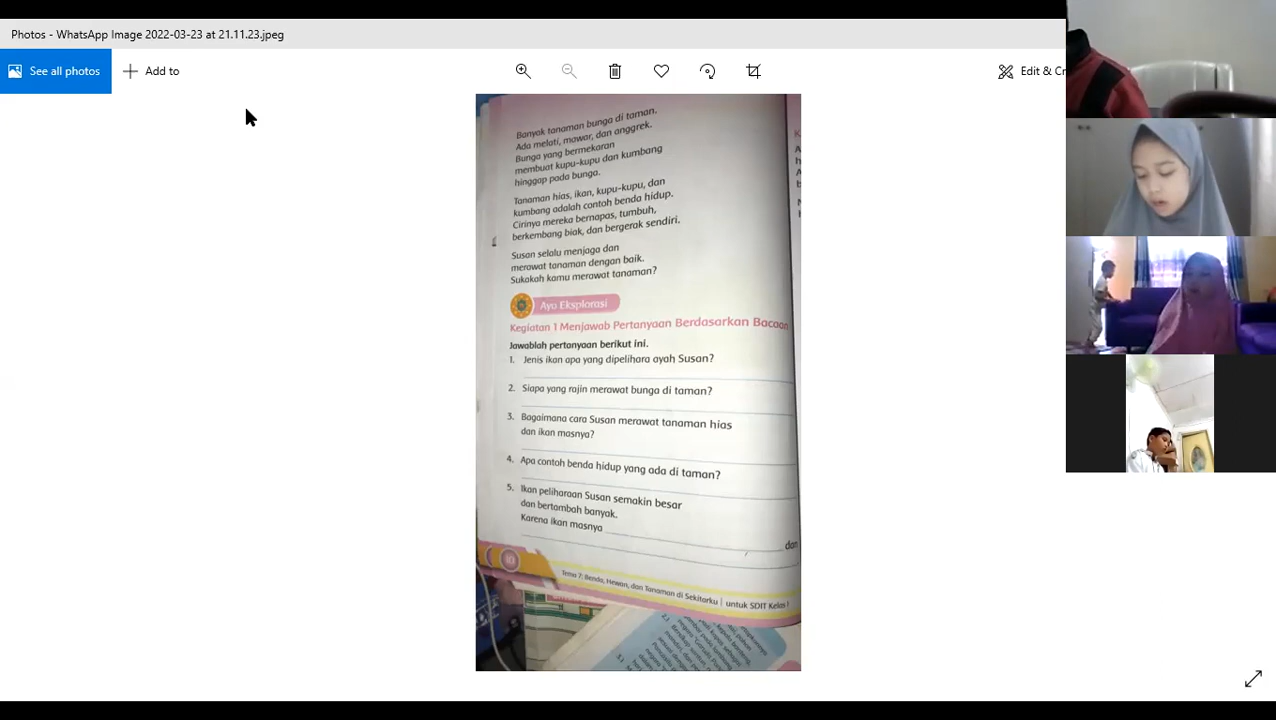 Photos - WhatsApp Image 2022-03-23 at 21.11.23.jpeg
See all photos
Add to
Edit & Cr
Banyak tanaman bunga di taman.
Ada melati, mawar, dan anggrek.
Bunga yang bermekaran
membuat kupu-kupu dan kumbang
hinggap pada bunga.
Tanaman hias, ikan, kupu-kupu, dan
kumbang adalah contoh benda hidup.
Cirinya mereka bernapas, tumbuh,
berkembang biak, dan bergerak sendiri.
Susan selalu menjaga dan
merawat tanaman dengan baik.
Sukakah kamu merawat tanaman?
Ayo Eksplorasi
Kegiatan 1 Menjawab Pertanyaan Berdasarkan Bacaan
Jawablah pertanyaan berikut ini.
1. Jenis ikan apa yang dipelihara ayah Susan?
2. Siapa yang rajin merawat bunga di taman?
3. Bagaimana cara Susan merawat tanaman hias
dan ikan masnya?
4. Apa contoh benda hidup yang ada di taman?
5. Ikan peliharaan Susan semakin besar
dan bertambah banyak.
Karena ikan masnya
dan
Tema 7: Benda, Hewan, dan Tanaman di Sekitarku | untuk SDIT Kelas I